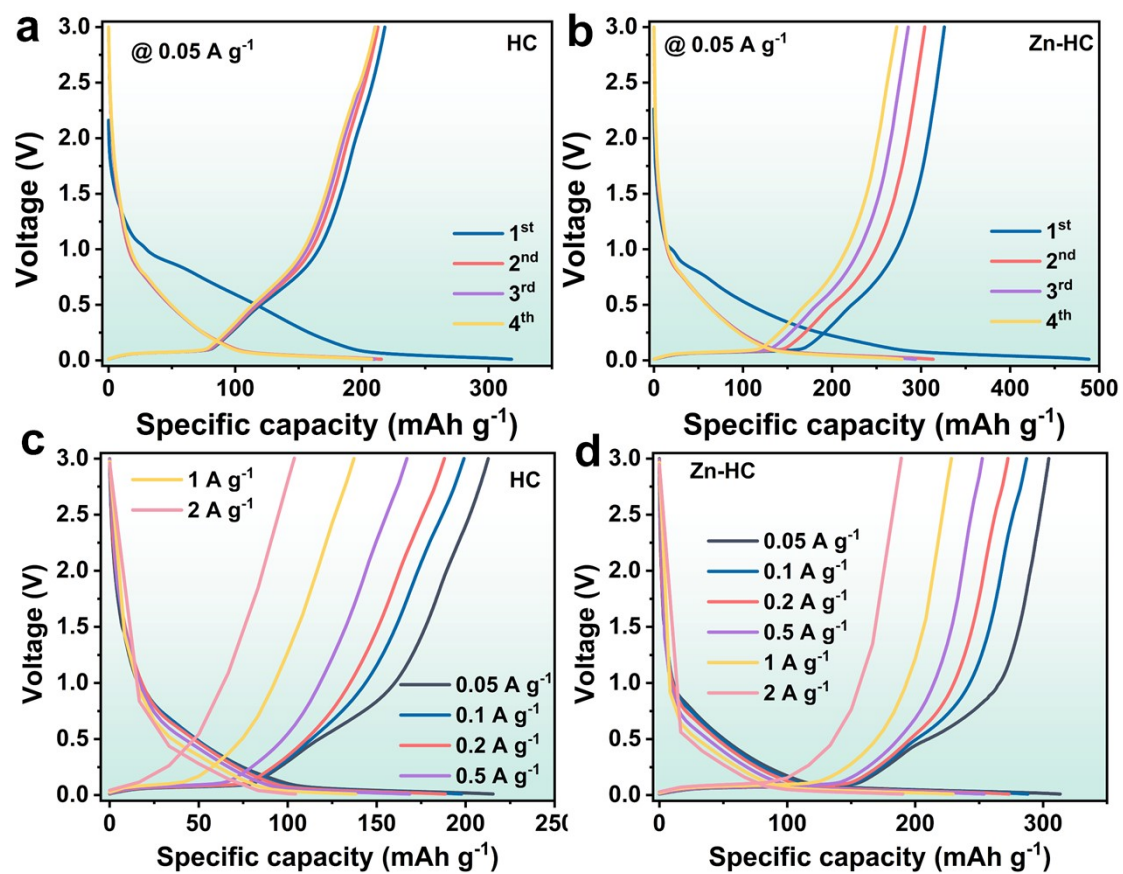 a
@ 0.05 A g⁻¹
HC
Voltage (V)
3.0
2.5
2.0
1.5
1.0
0.5
0.0
1ˢᵗ
2ⁿᵈ
3ʳᵈ
4ᵗʰ
0 100 200 300
Specific capacity (mAh g⁻¹)
b
@ 0.05 A g⁻¹
Zn-HC
Voltage (V)
3.0
2.5
2.0
1.5
1.0
0.5
0.0
1ˢᵗ
2ⁿᵈ
3ʳᵈ
4ᵗʰ
0 100 200 300 400 500
Specific capacity (mAh g⁻¹)
c
1 A g⁻¹
2 A g⁻¹
HC
Voltage (V)
3.0
2.5
2.0
1.5
1.0
0.5
0.0
0.05 A g⁻¹
0.1 A g⁻¹
0.2 A g⁻¹
0.5 A g⁻¹
0 50 100 150 200 25
Specific capacity (mAh g⁻¹)
d
Zn-HC
Voltage (V)
3.0
2.5
2.0
1.5
1.0
0.5
0.0
0.05 A g⁻¹
0.1 A g⁻¹
0.2 A g⁻¹
0.5 A g⁻¹
1 A g⁻¹
2 A g⁻¹
0 100 200 300
Specific capacity (mAh g⁻¹)